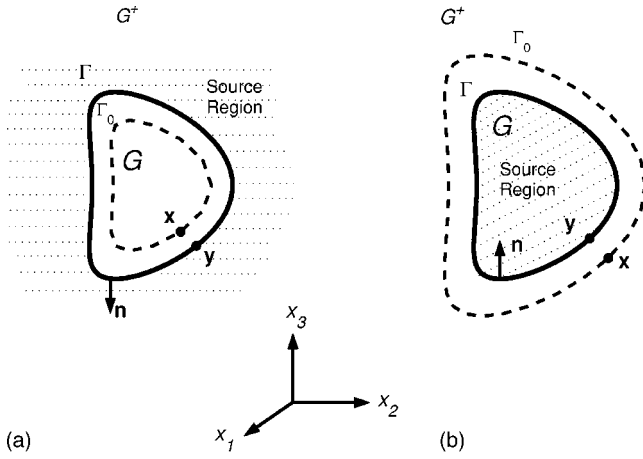 G⁺
Γ
Source
Region
Γ₀
G
x
y
n
(a)
G⁺
Γ₀
Γ
G
Source
Region
y
n
x
(b)
x₃
x₂
x₁